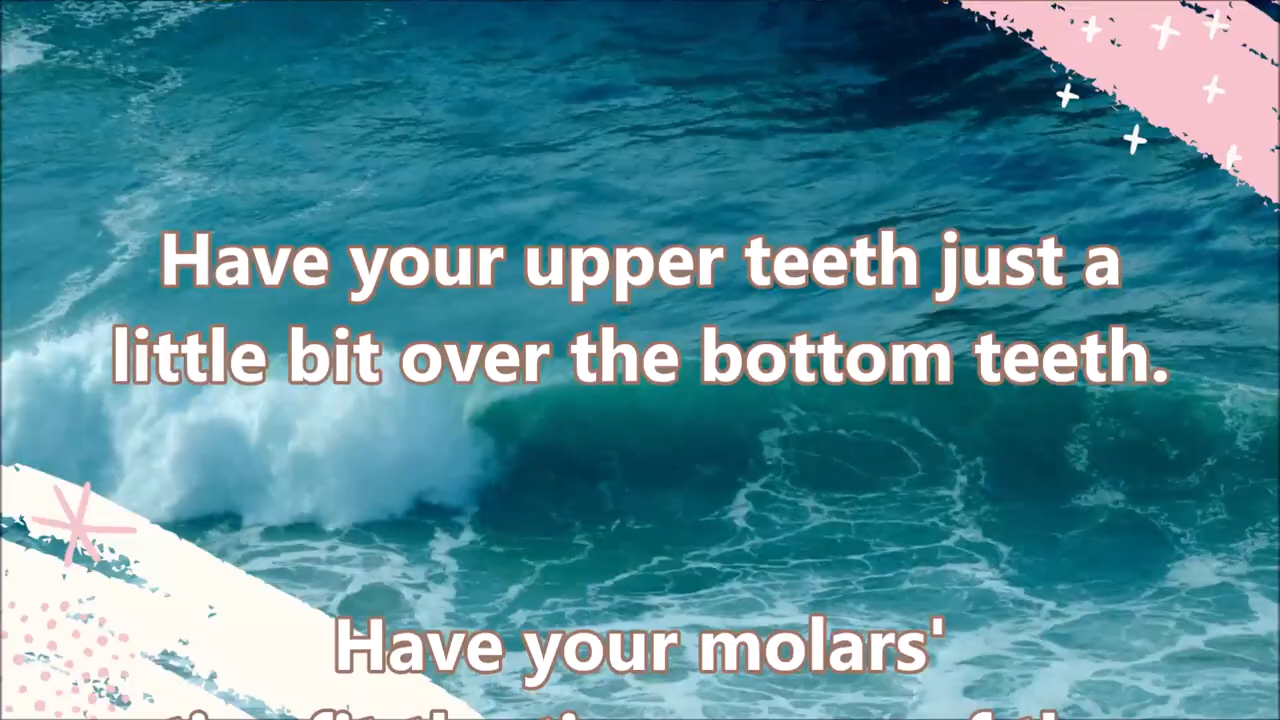 Have your upper teeth just a
little bit over the bottom teeth.
Have your molars'